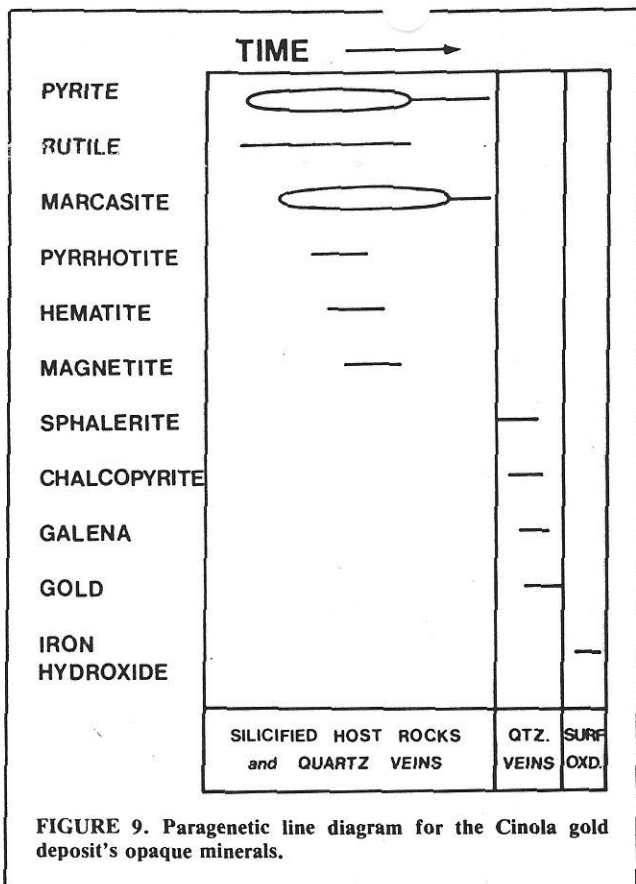 TIME
PYRITE
RUTILE
MARCASITE
PYRRHOTITE
HEMATITE
MAGNETITE
SPHALERITE
CHALCOPYRITE
GALENA
GOLD
IRON
HYDROXIDE
SILICIFIED HOST ROCKS
and QUARTZ VEINS
QTZ.
VEINS
SURF
OXD.
FIGURE 9. Paragenetic line diagram for the Cinola gold
deposit's opaque minerals.